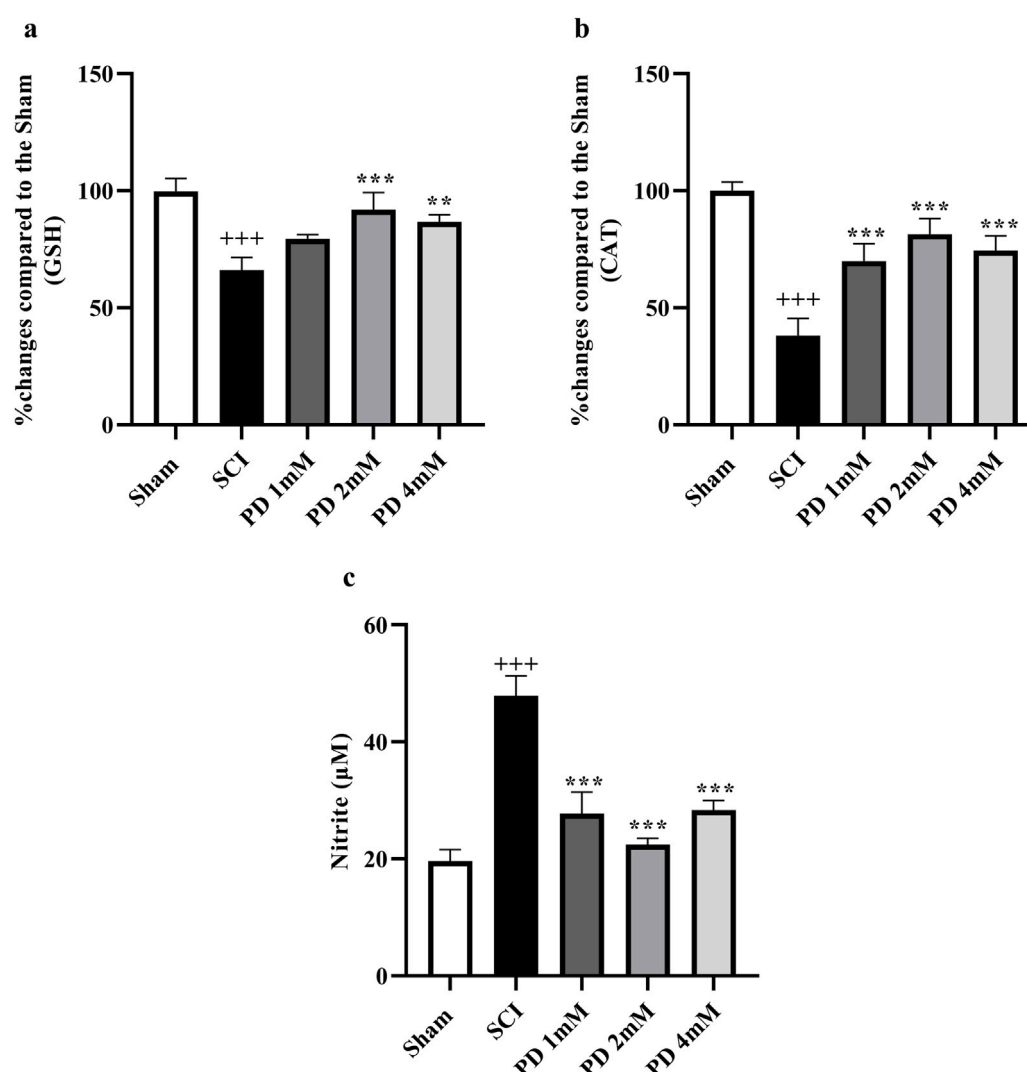 a
%changes compared to the Sham
(GSH)
150
100
50
0
+++
***
**
Sham
SCI
PD 1mM
PD 2mM
PD 4mM
b
%changes compared to the Sham
(CAT)
150
100
50
0
+++
***
***
***
Sham
SCI
PD 1mM
PD 2mM
PD 4mM
c
Nitrite (µM)
60
40
20
0
+++
***
***
***
Sham
SCI
PD 1mM
PD 2mM
PD 4mM